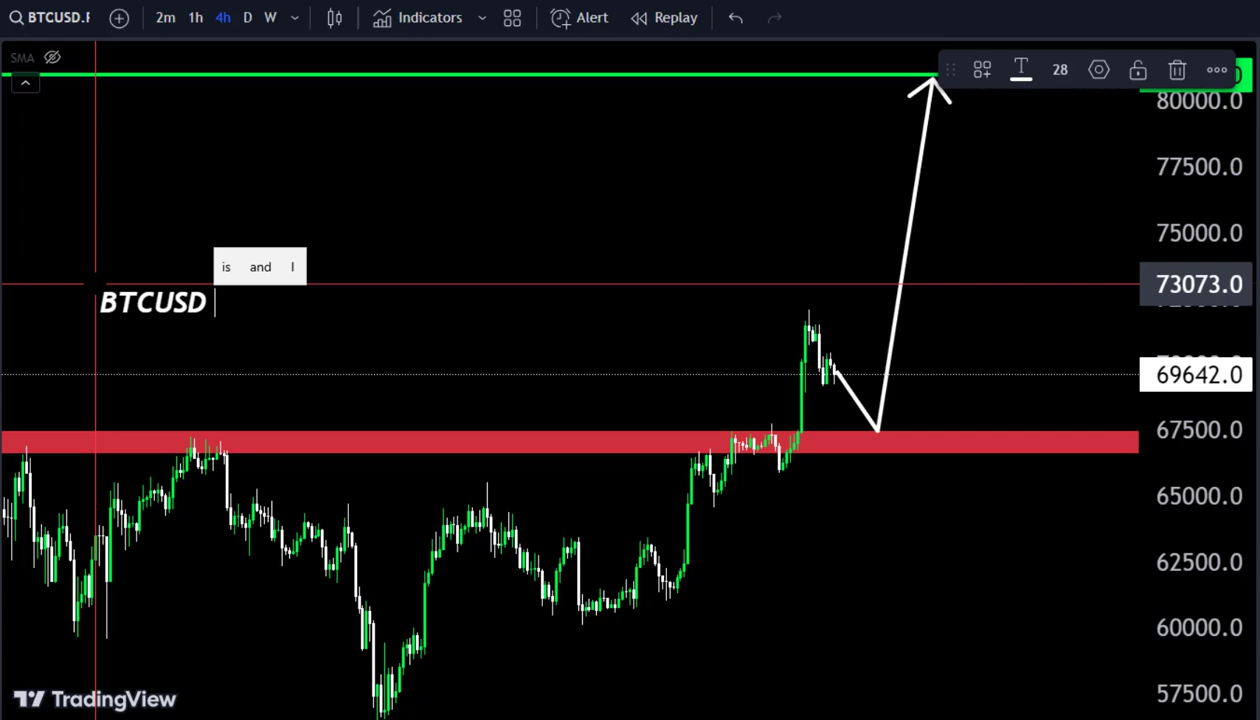 BTCUSD.F 2m 1h 4h D W Indicators Alert Replay
SMA
28
80000.0
77500.0
75000.0
is and I
73073.0
BTCUSD
69642.0
67500.0
65000.0
62500.0
60000.0
57500.0
TradingView